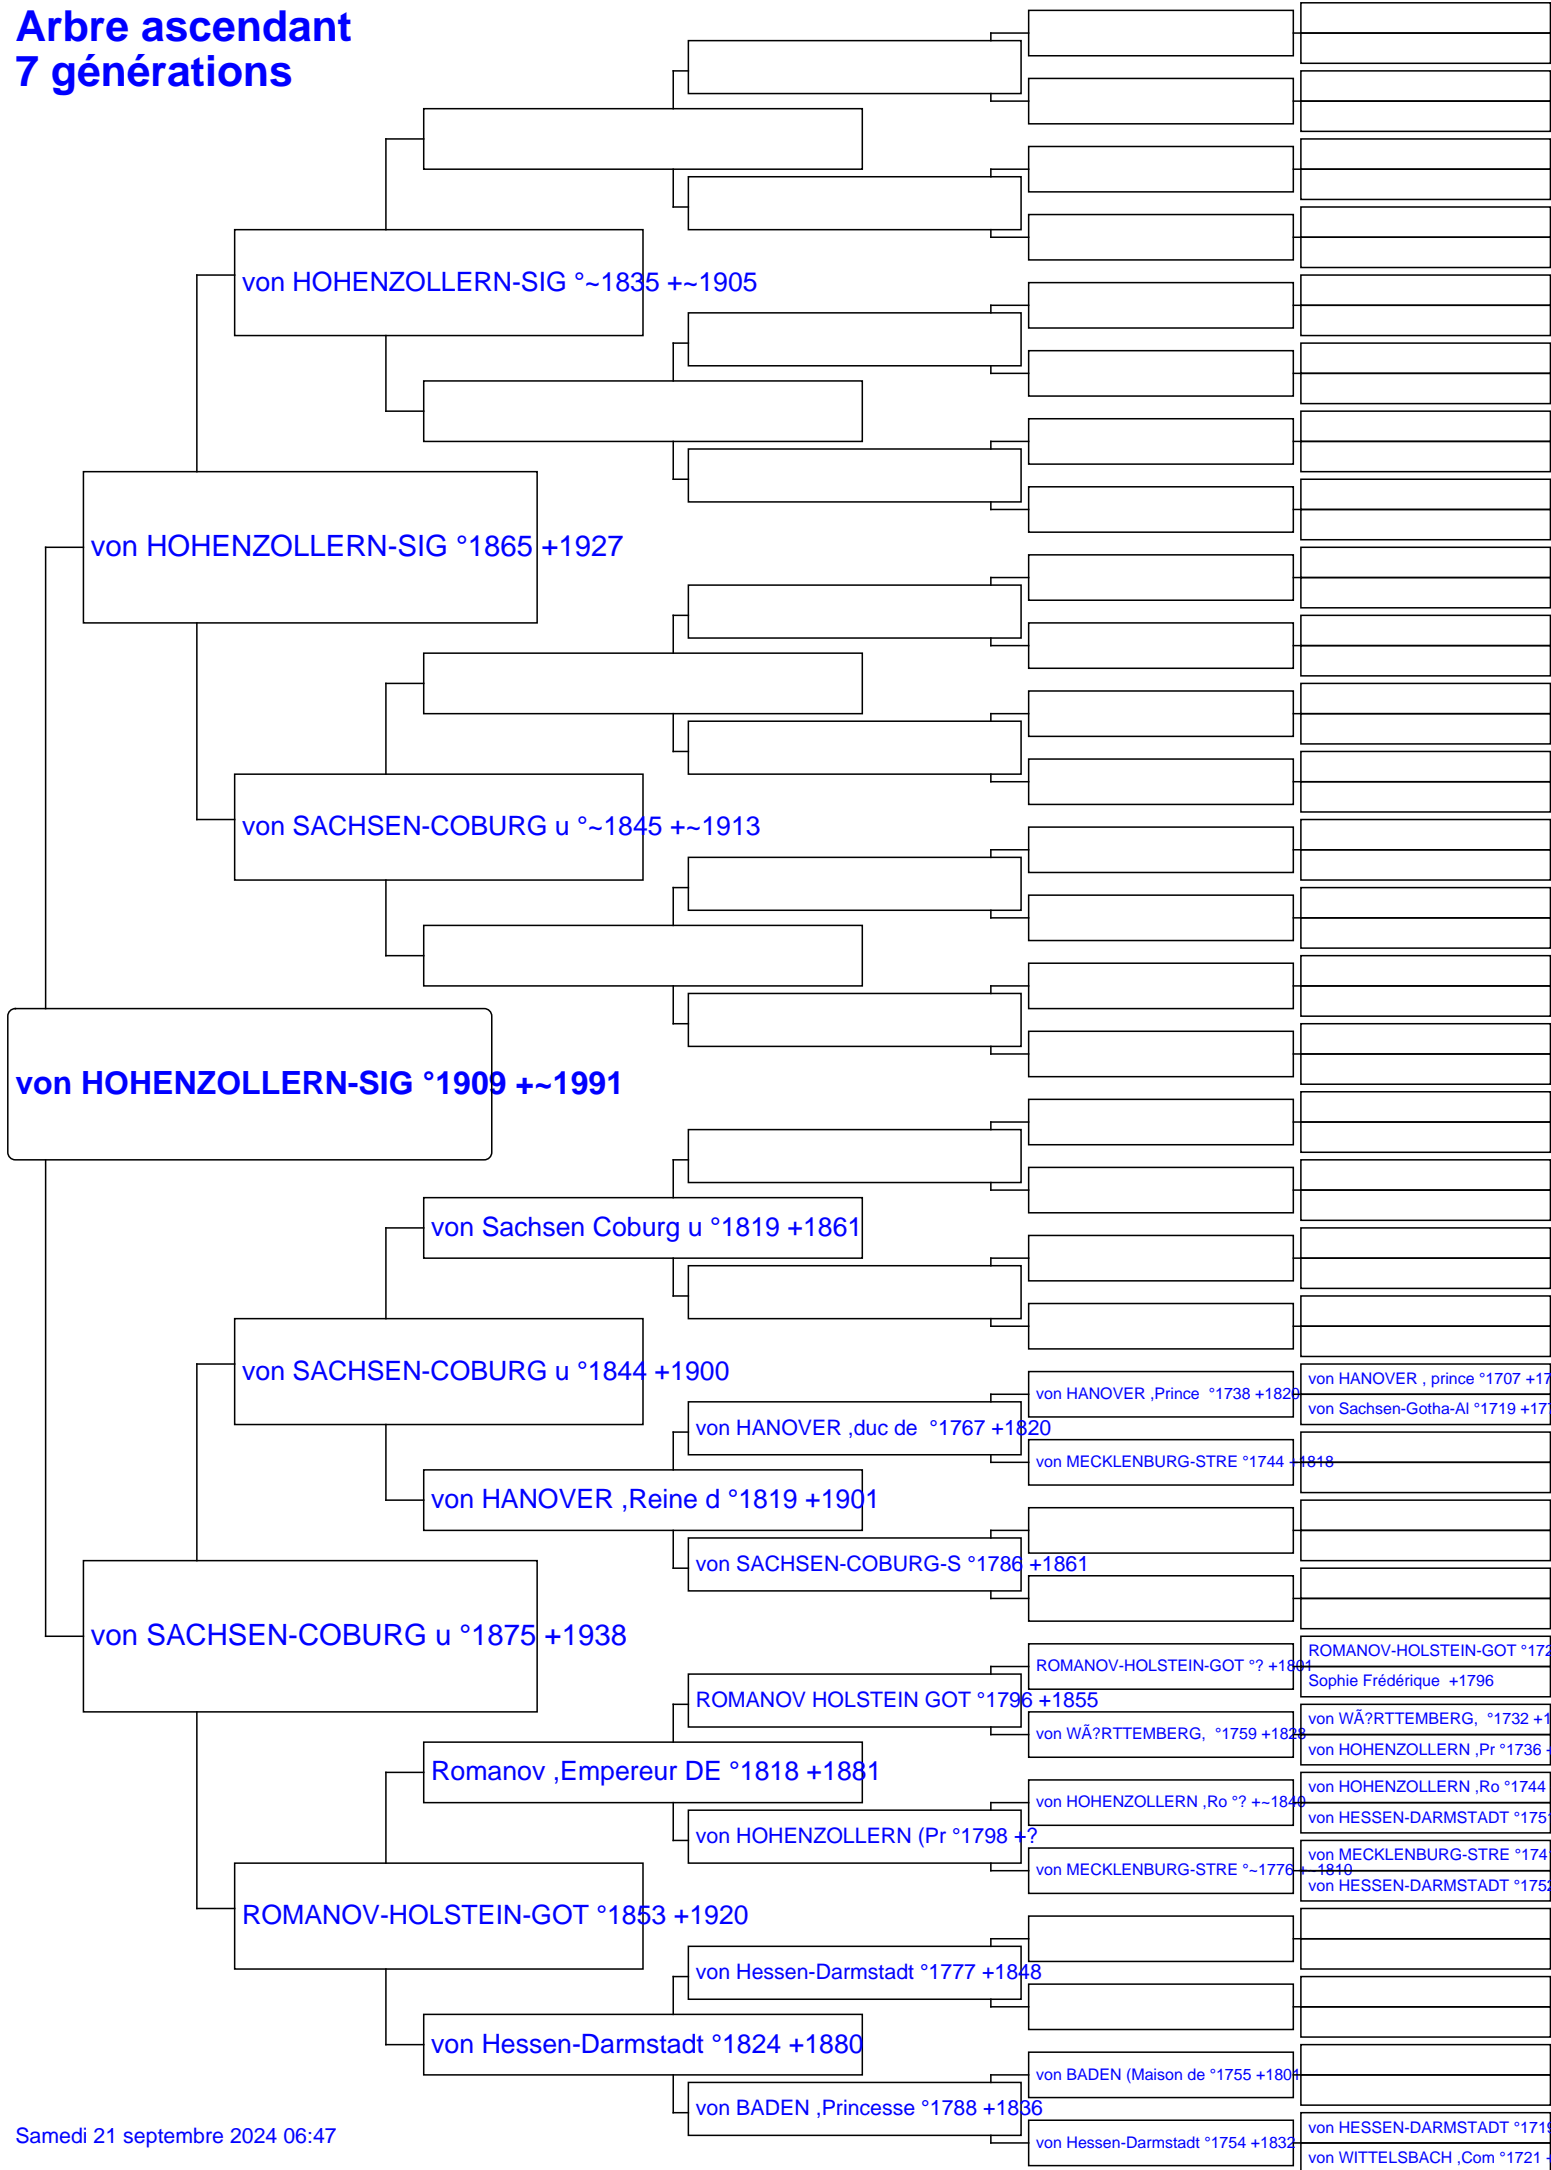 Arbre ascendant
7 générations
von HOHENZOLLERN-SIG °~1835 +~1905
von HOHENZOLLERN-SIG °1865 +1927
von SACHSEN-COBURG u °~1845 +~1913
von HOHENZOLLERN-SIG °1909 +~1991
von Sachsen Coburg u °1819 +1861
von SACHSEN-COBURG u °1844 +1900
von HANOVER ,Prince °1738 +1820
von HANOVER , prince °1707 +17
von Sachsen-Gotha-Al °1719 +177
von HANOVER ,duc de °1767 +1820
von MECKLENBURG-STRE °1744 +1818
von HANOVER ,Reine d °1819 +1901
von SACHSEN-COBURG-S °1786 +1861
von SACHSEN-COBURG u °1875 +1938
ROMANOV-HOLSTEIN-GOT °? +1801
ROMANOV-HOLSTEIN-GOT °172
Sophie Frédérique +1796
ROMANOV HOLSTEIN GOT °1796 +1855
von WÃ?RTTEMBERG, °1759 +1828
von WÃ?RTTEMBERG, °1732 +1
von HOHENZOLLERN ,Pr °1736 +
Romanov ,Empereur DE °1818 +1881
von HOHENZOLLERN ,Ro °? +~1840
von HOHENZOLLERN ,Ro °1744
von HESSEN-DARMSTADT °1751
von HOHENZOLLERN (Pr °1798 +?
von MECKLENBURG-STRE °~1776 +~1810
von MECKLENBURG-STRE °174
von HESSEN-DARMSTADT °1752
ROMANOV-HOLSTEIN-GOT °1853 +1920
von Hessen-Darmstadt °1777 +1848
von Hessen-Darmstadt °1824 +1880
von BADEN (Maison de °1755 +1801
von BADEN ,Princesse °1788 +1836
von Hessen-Darmstadt °1754 +1832
von HESSEN-DARMSTADT °1719
von WITTELSBACH ,Com °1721 +
Samedi 21 septembre 2024 06:47